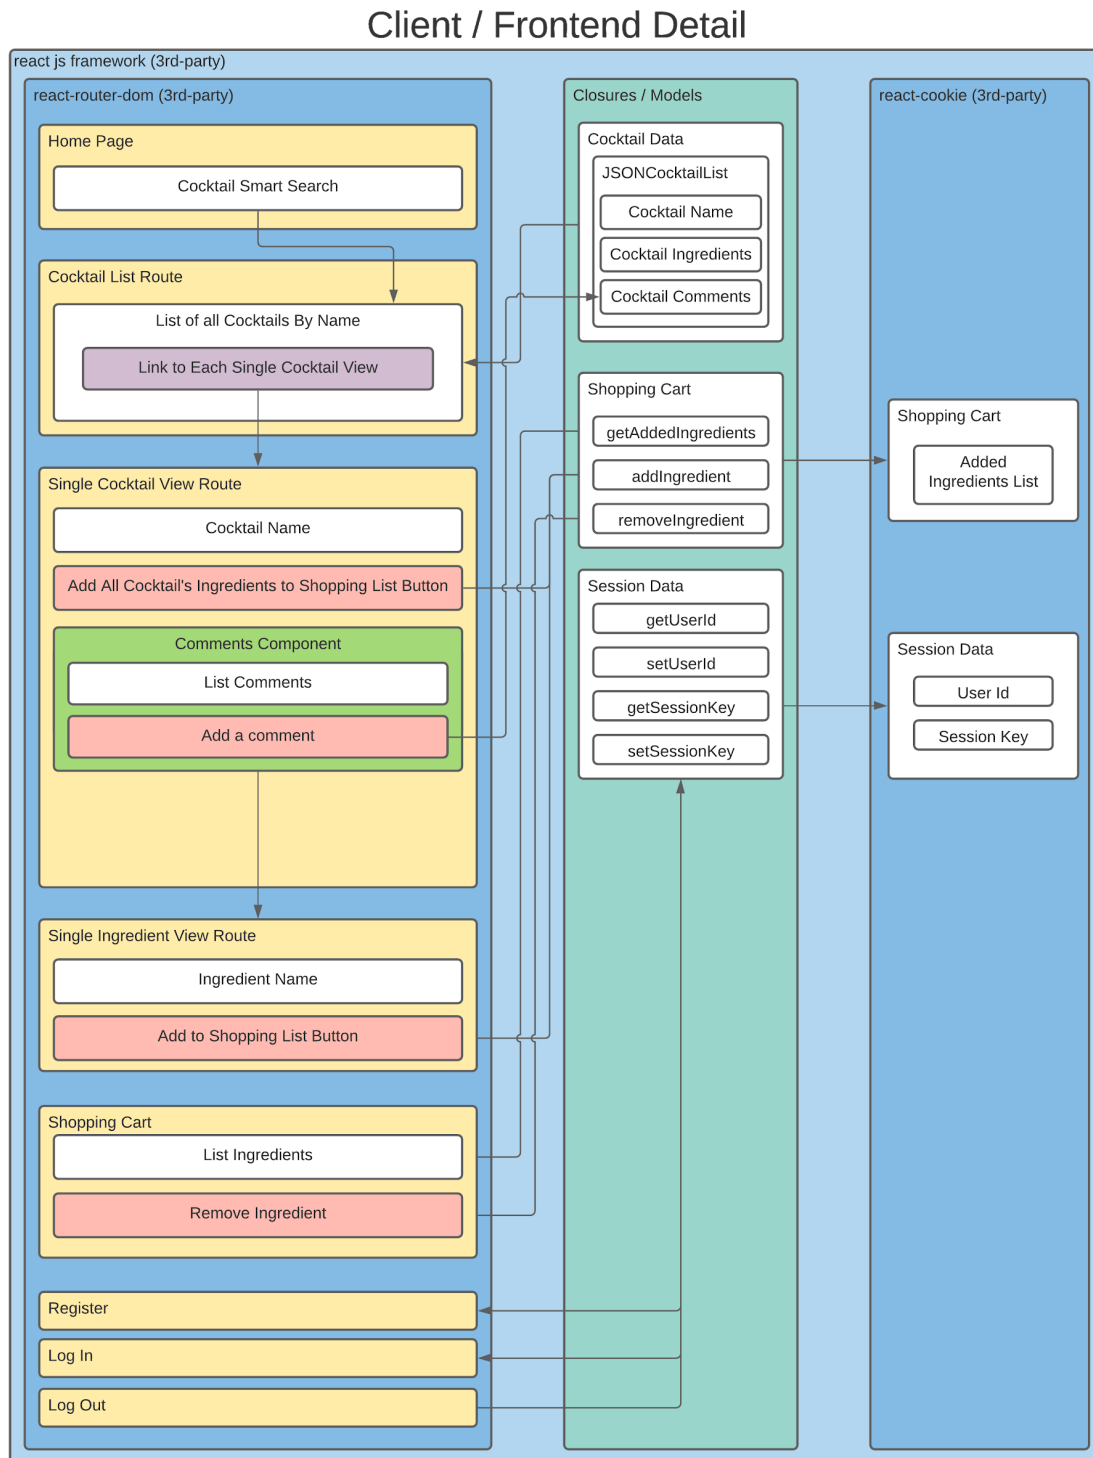 Client / Frontend Detail
react js framework (3rd-party)
react-router-dom (3rd-party)
Home Page
Cocktail Smart Search
Cocktail List Route
List of all Cocktails By Name
Link to Each Single Cocktail View
Single Cocktail View Route
Cocktail Name
Add All Cocktail's Ingredients to Shopping List Button
Comments Component
List Comments
Add a comment
Single Ingredient View Route
Ingredient Name
Add to Shopping List Button
Shopping Cart
List Ingredients
Remove Ingredient
Register
Log In
Log Out
Closures / Models
Cocktail Data
JSONCocktailList
Cocktail Name
Cocktail Ingredients
Cocktail Comments
Shopping Cart
getAddedIngredients
addIngredient
removeIngredient
Session Data
getUserId
setUserId
getSessionKey
setSessionKey
react-cookie (3rd-party)
Shopping Cart
Added
Ingredients List
Session Data
User Id
Session Key